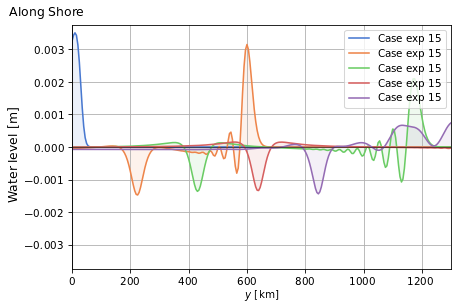 Along Shore
Case exp 15
Case exp 15
Case exp 15
Case exp 15
Case exp 15
Water level [m]
0.003
0.002
0.001
0.000
−0.001
−0.002
−0.003
0 200 400 600 800 1000 1200
y [km]